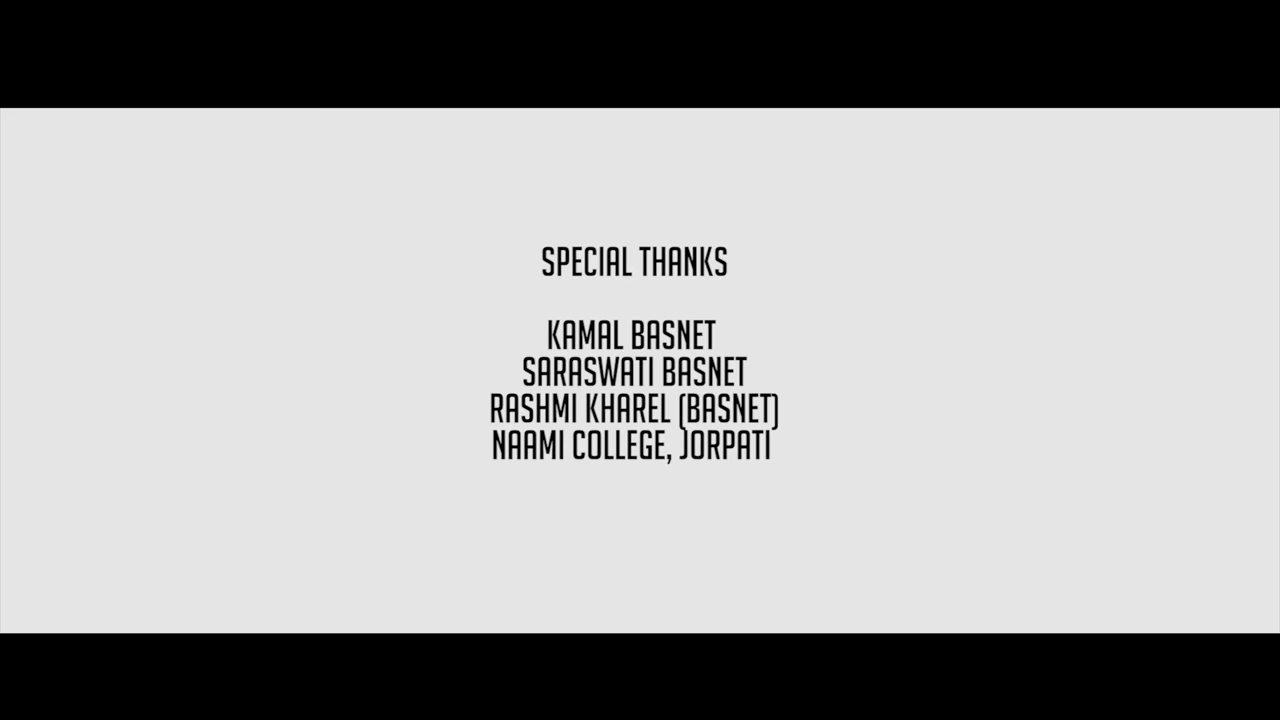 SPECIAL THANKS
KAMAL BASNET
SARASWATI BASNET
RASHMI KHAREL (BASNET)
NAAMI COLLEGE, JORPATI